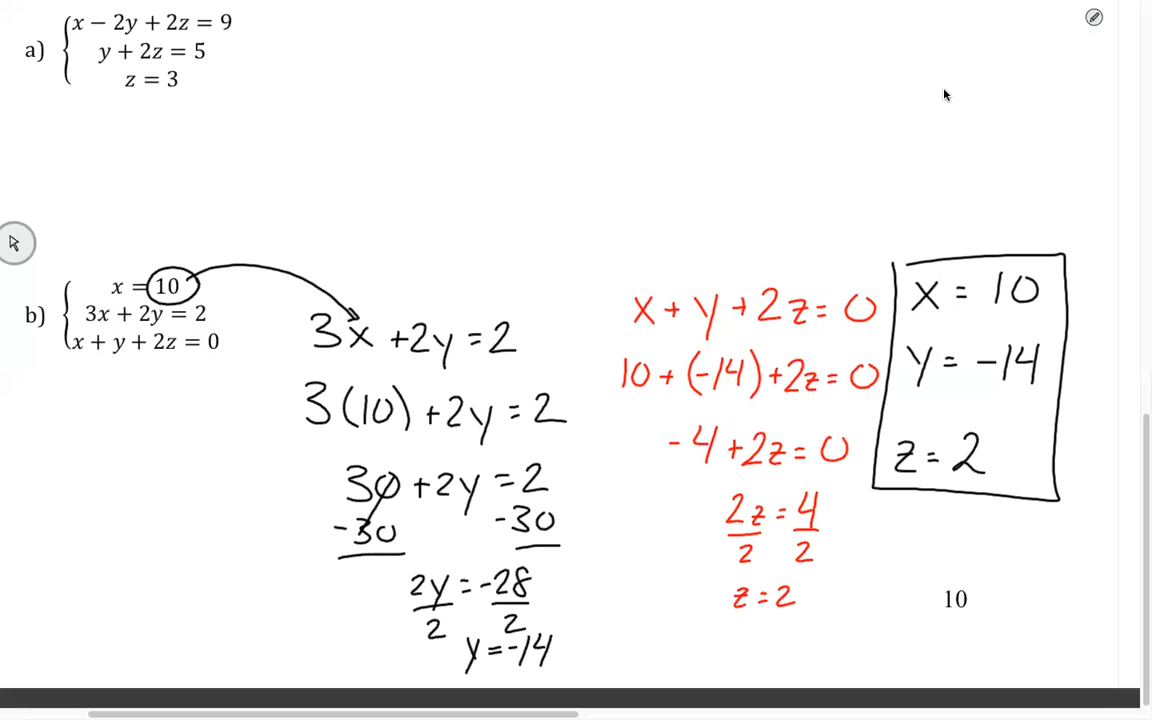 a)
x − 2y + 2z = 9
y + 2z = 5
z = 3
b)
x = 10
3x + 2y = 2
x + y + 2z = 0
3x + 2y = 2
3(10) + 2y = 2
30 + 2y = 2
-30 -30
2y = -28
2 2
y = -14
x + y + 2z = 0
10 + (-14) + 2z = 0
-4 + 2z = 0
2z = 4
2 2
z = 2
x = 10
y = -14
z = 2
10